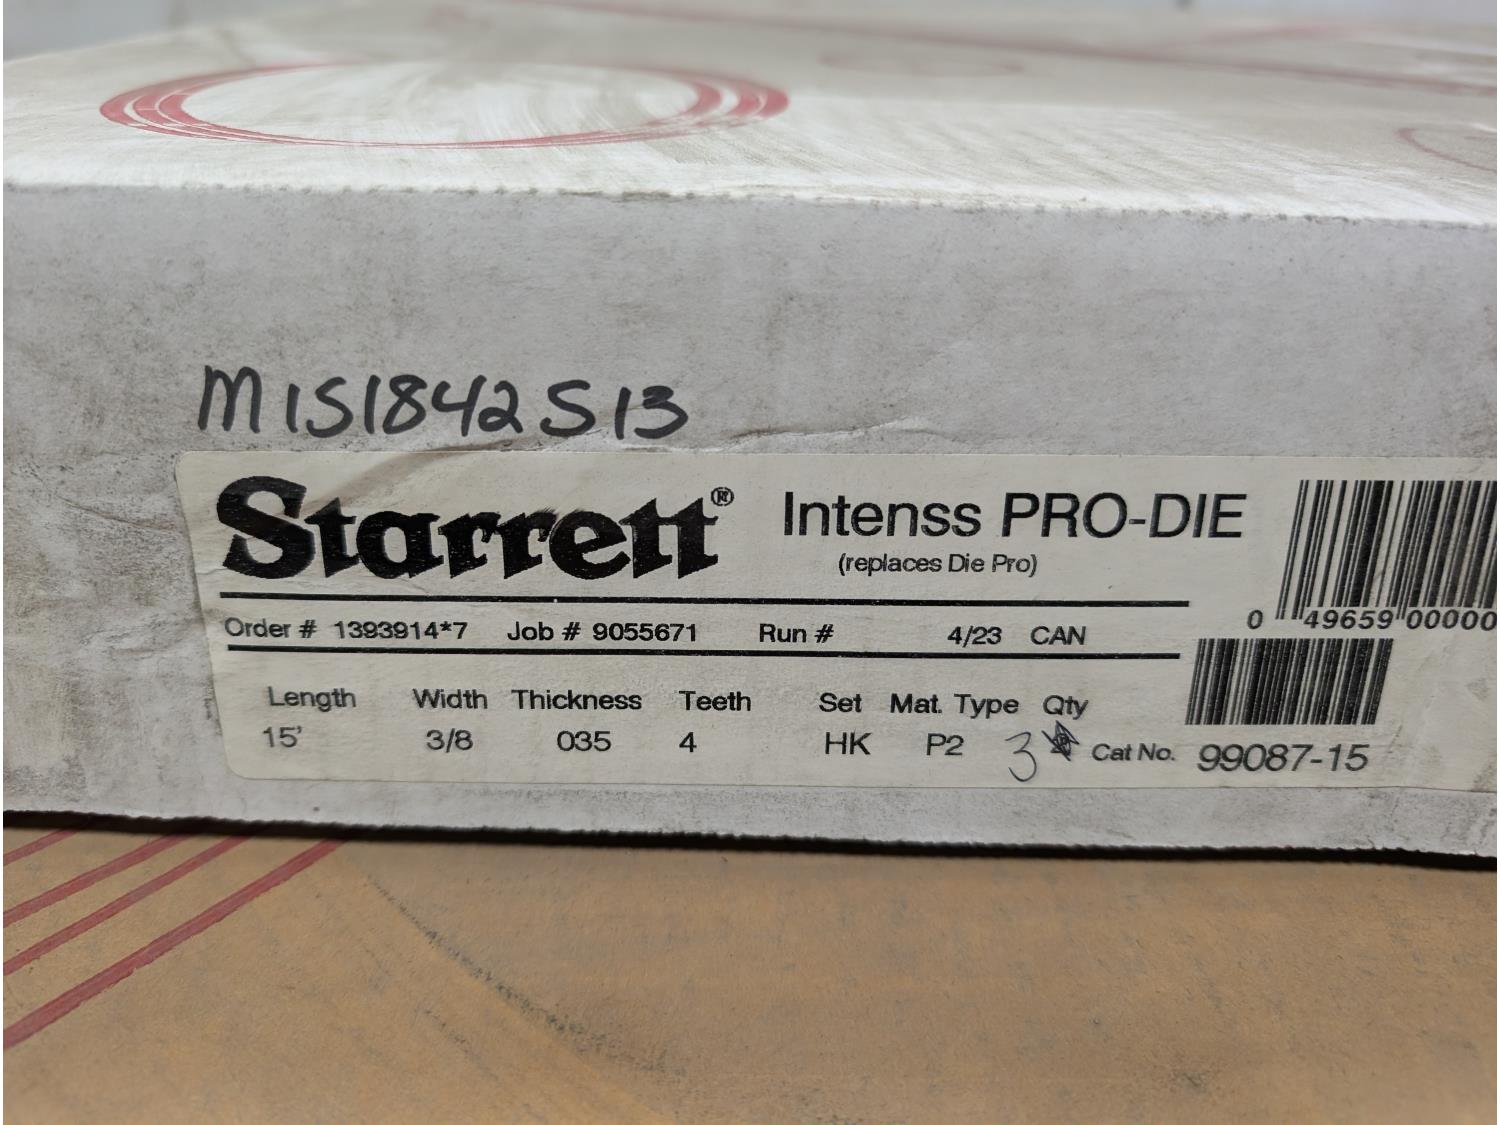 M1S1842S13
Starrett® Intenss PRO-DIE
(replaces Die Pro)
0 49659 00000
Order # 1393914*7 Job # 9055671 Run # 4/23 CAN
Length Width Thickness Teeth Set Mat. Type Qty
15' 3/8 035 4 HK P2 3 Cat No. 99087-15